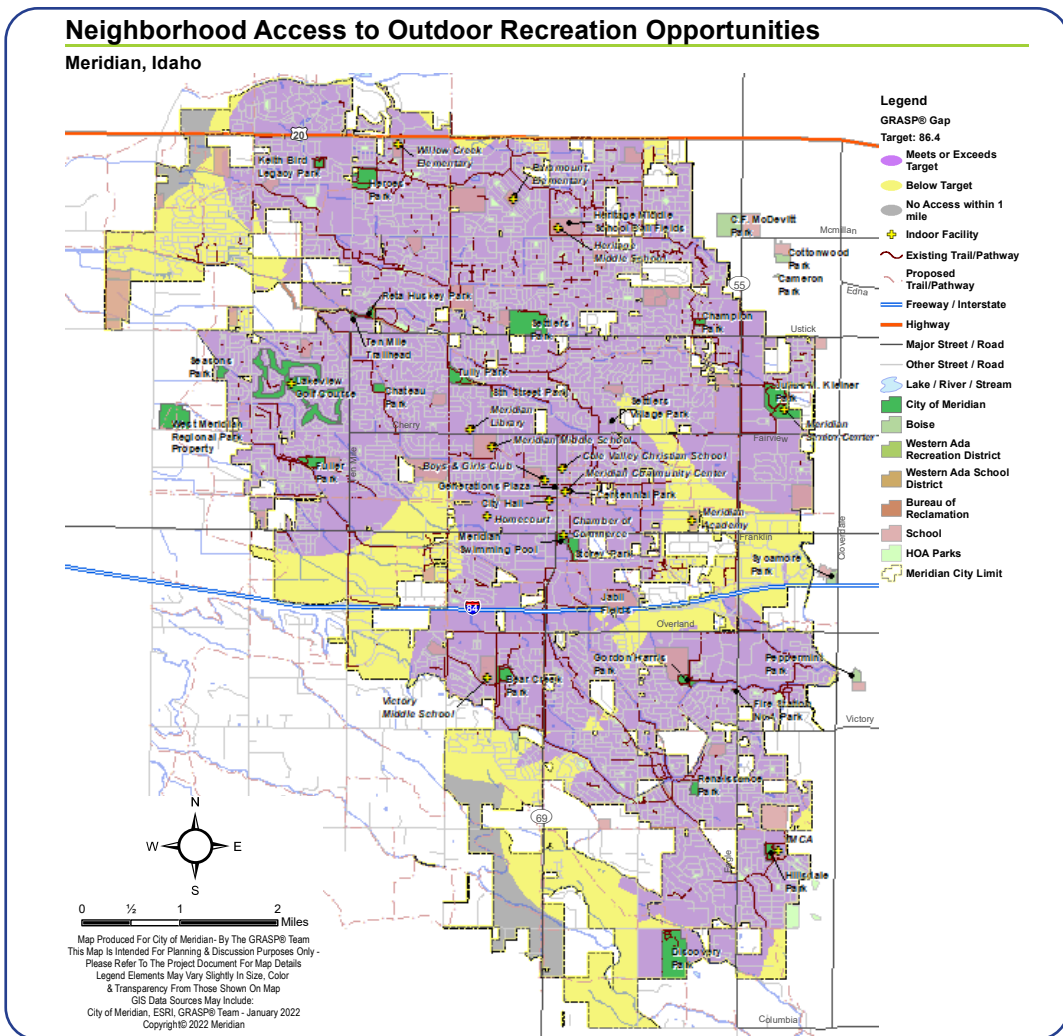 Neighborhood Access to Outdoor Recreation Opportunities
Meridian, Idaho
Legend
GRASP® Gap
Target: 86.4
Meets or Exceeds
Target
Below Target
No Access within 1
mile
Indoor Facility
Existing Trail/Pathway
Proposed
Trail/Pathway
Freeway / Interstate
Highway
Major Street / Road
Other Street / Road
Lake / River / Stream
City of Meridian
Boise
Western Ada
Recreation District
Western Ada School
District
Bureau of
Reclamation
School
HOA Parks
Meridian City Limit
20
Willow Creek
Elementary
Keith Bird
Legacy Park
Heroes
Park
Paramount
Elementary
Heritage Middle
School Ball Fields
Heritage
Middle School
C.F. McDevitt
Park
Mcmillan
Cottonwood
Park
Cameron
Park
Edna
55
Reta Huskey Park
Ten Mile
Trailhead
Settlers
Park
Champion
Park
Ustick
Seasons
Park
Lakeview
Golf Course
Chateau
Park
Tully Park
8th Street Park
Settlers
Village Park
Julius M. Kleiner
Park
Meridian
Senior Center
West Meridian
Regional Park
Property
Cherry
Meridian
Library
Fairview
Meridian Middle School
Cole Valley Christian School
Fuller
Park
Ten Mile
Boys & Girls Club
Meridian Community Center
Generations Plaza
Centennial Park
City Hall
Homecourt
Chamber of
Commerce
Meridian
Academy
Franklin
Cloverdale
Meridian
Swimming Pool
Storey Park
Sycamore
Park
84
Jabil
Fields
Overland
Gordon Harris
Park
Peppermint
Park
Bear Creek
Park
Victory
Middle School
Fire Station
No.4 Park
Victory
Renaissance
Park
69
YMCA
Eagle
Hillsdale
Park
Discovery
Park
Columbia
N
W
E
S
0 ½ 1 2
Miles
Map Produced For City of Meridian- By The GRASP® Team
This Map Is Intended For Planning & Discussion Purposes Only -
Please Refer To The Project Document For Map Details
Legend Elements May Vary Slightly In Size, Color
& Transparency From Those Shown On Map
GIS Data Sources May Include:
City of Meridian, ESRI, GRASP® Team - January 2022
Copyright© 2022 Meridian